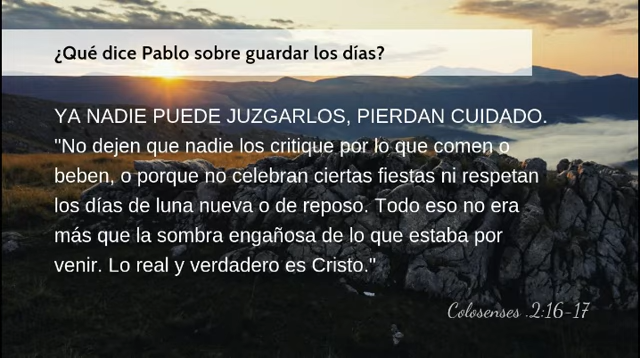 ¿Qué dice Pablo sobre guardar los días?
YA NADIE PUEDE JUZGARLOS, PIERDAN CUIDADO.
"No dejen que nadie los critique por lo que comen o
beben, o porque no celebran ciertas fiestas ni respetan
los días de luna nueva o de reposo. Todo eso no era
más que la sombra engañosa de lo que estaba por
venir. Lo real y verdadero es Cristo."
Colosenses .2:16-17